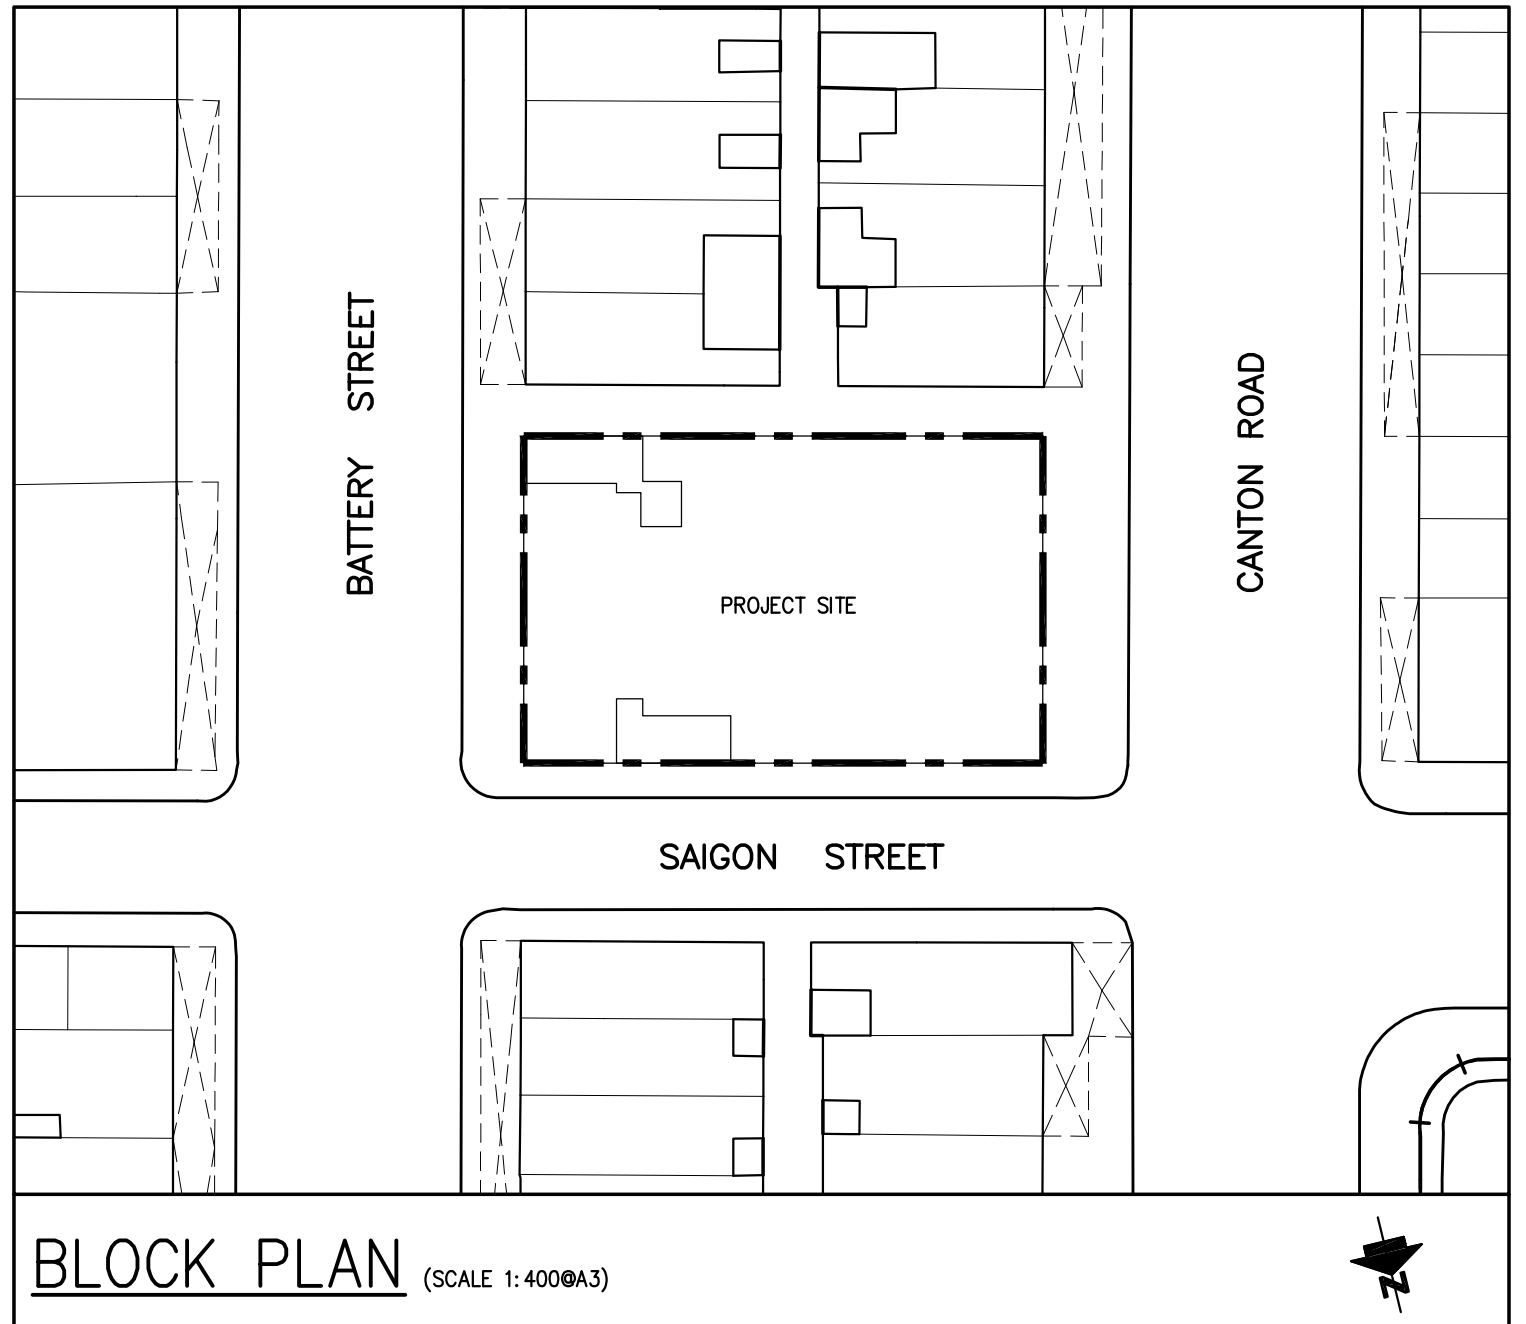 BATTERY STREET
CANTON ROAD
PROJECT SITE
SAIGON STREET
BLOCK PLAN (SCALE 1:400@A3)
N